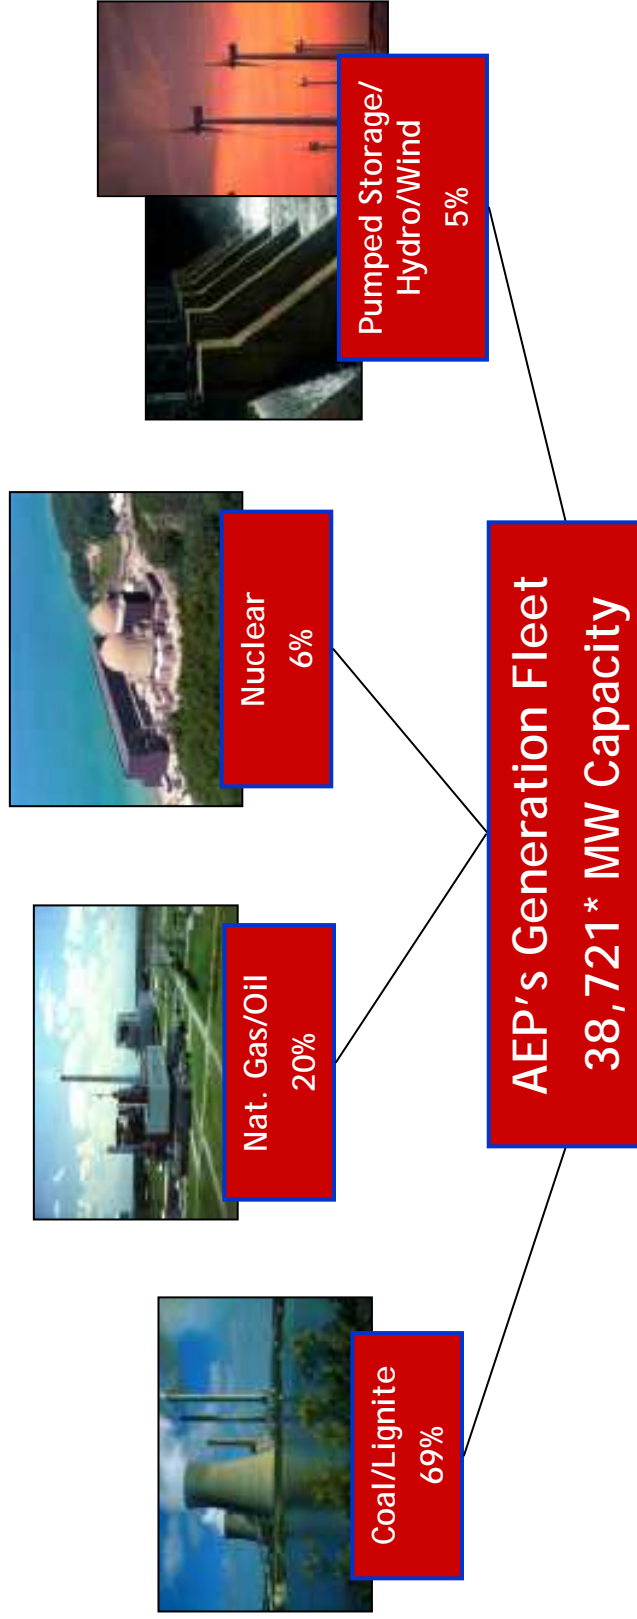 Coal/Lignite
69%
Nat. Gas/Oil
20%
Nuclear
6%
Pumped Storage/
Hydro/Wind
5%
AEP's Generation Fleet
38,721* MW Capacity